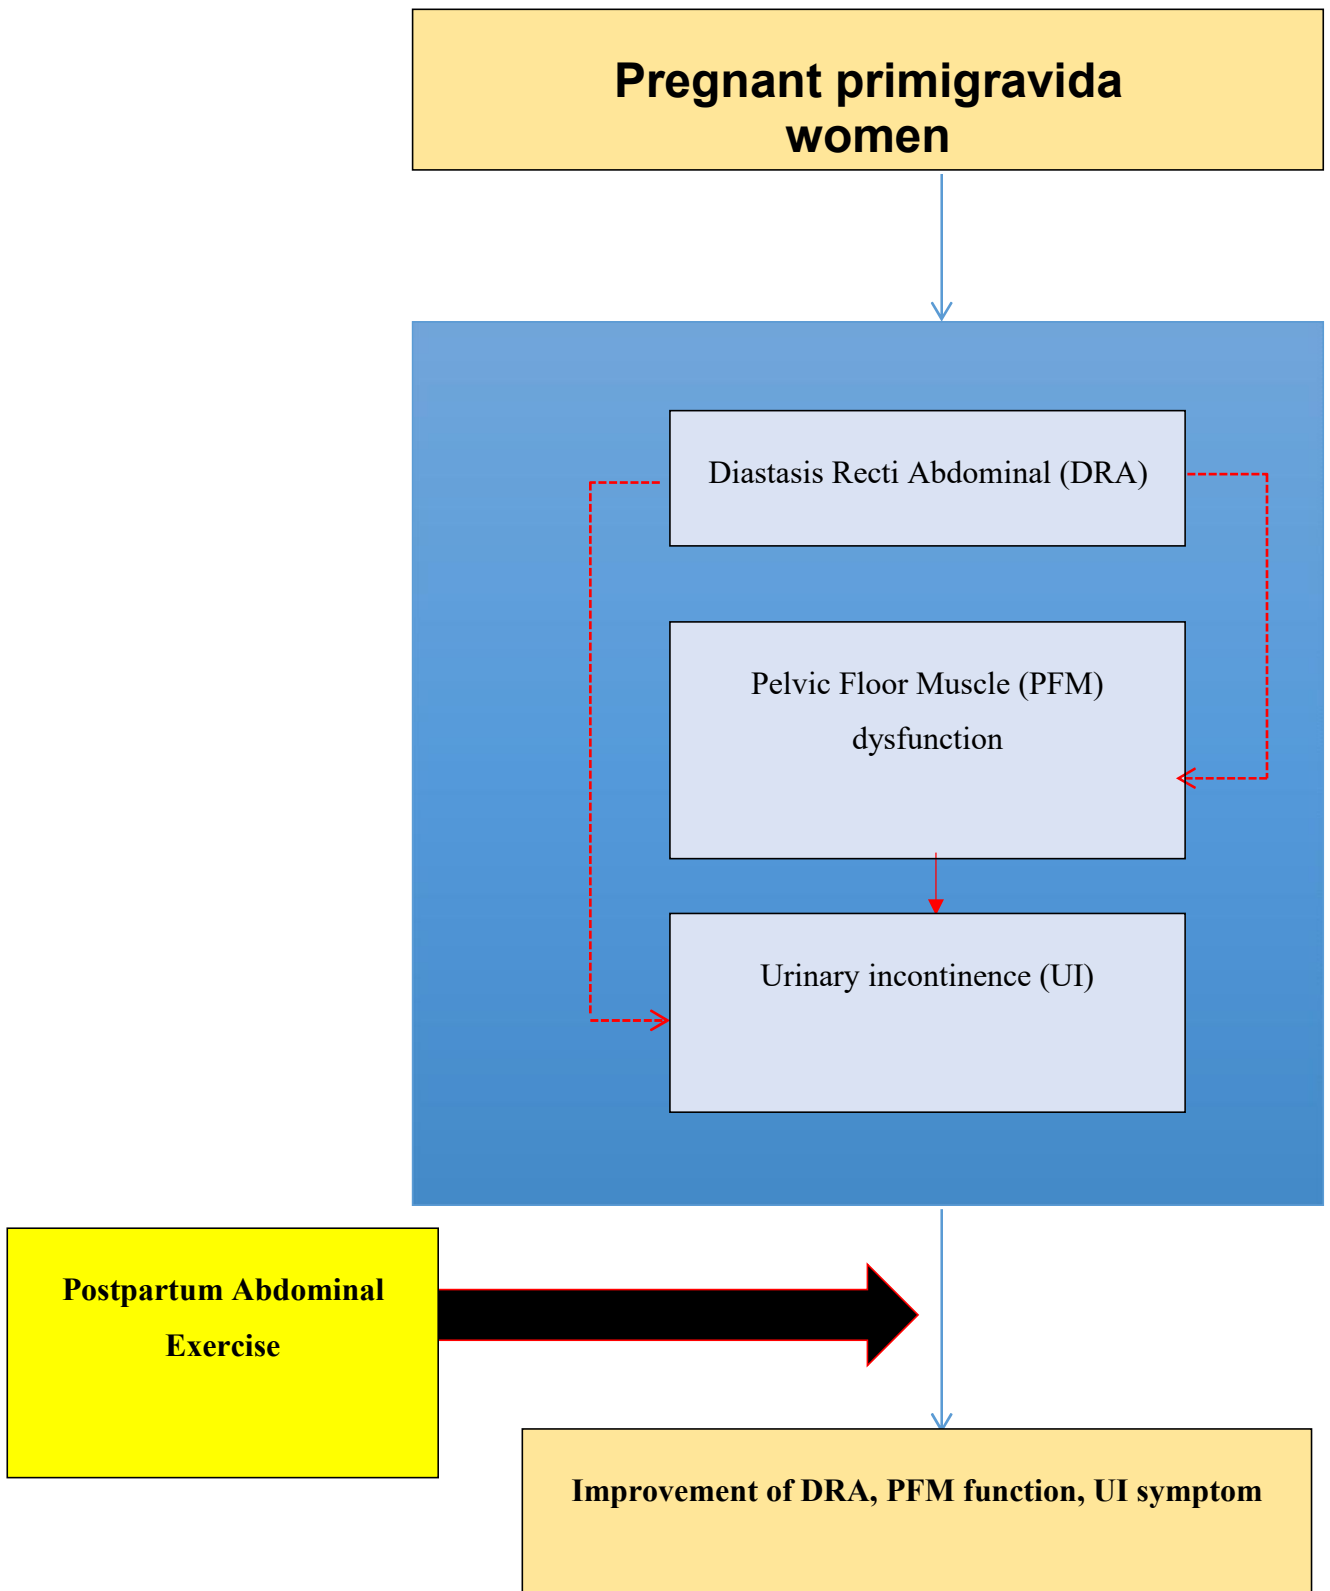 Pregnant primigravida
women
Diastasis Recti Abdominal (DRA)
Pelvic Floor Muscle (PFM)
dysfunction
Urinary incontinence (UI)
Postpartum Abdominal
Exercise
Improvement of DRA, PFM function, UI symptom